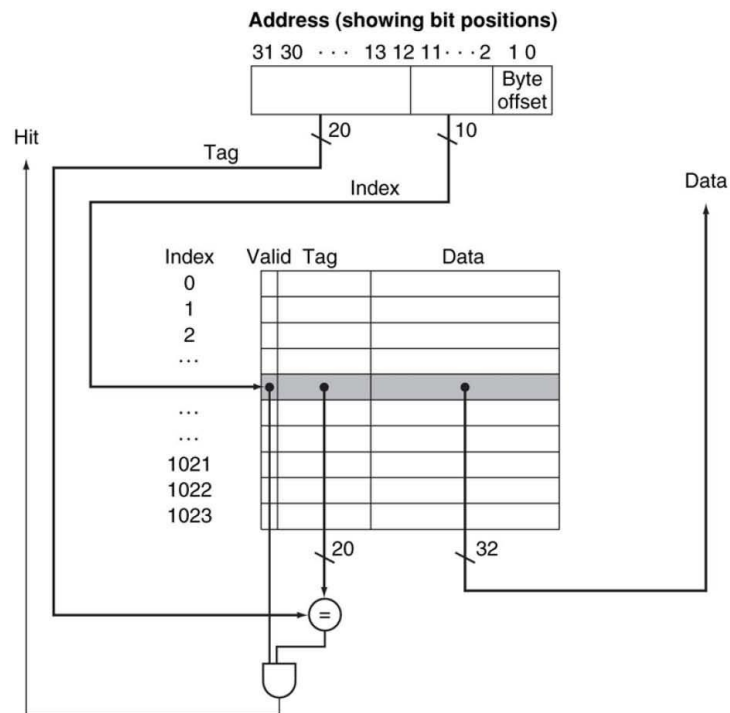 Address (showing bit positions)
31 30 · · · 13 12 11 · · · 2 1 0
Byte
offset
20
10
Hit
Tag
Index
Data
Index Valid Tag Data
0
1
2
...
...
...
1021
1022
1023
20
32
=